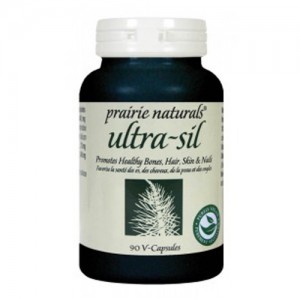 prairie naturals®
ultra-sil
Promotes Healthy Bones, Hair, Skin & Nails
Favorise la santé des os, des cheveux, de la peau et des ongles
90 V-Capsules